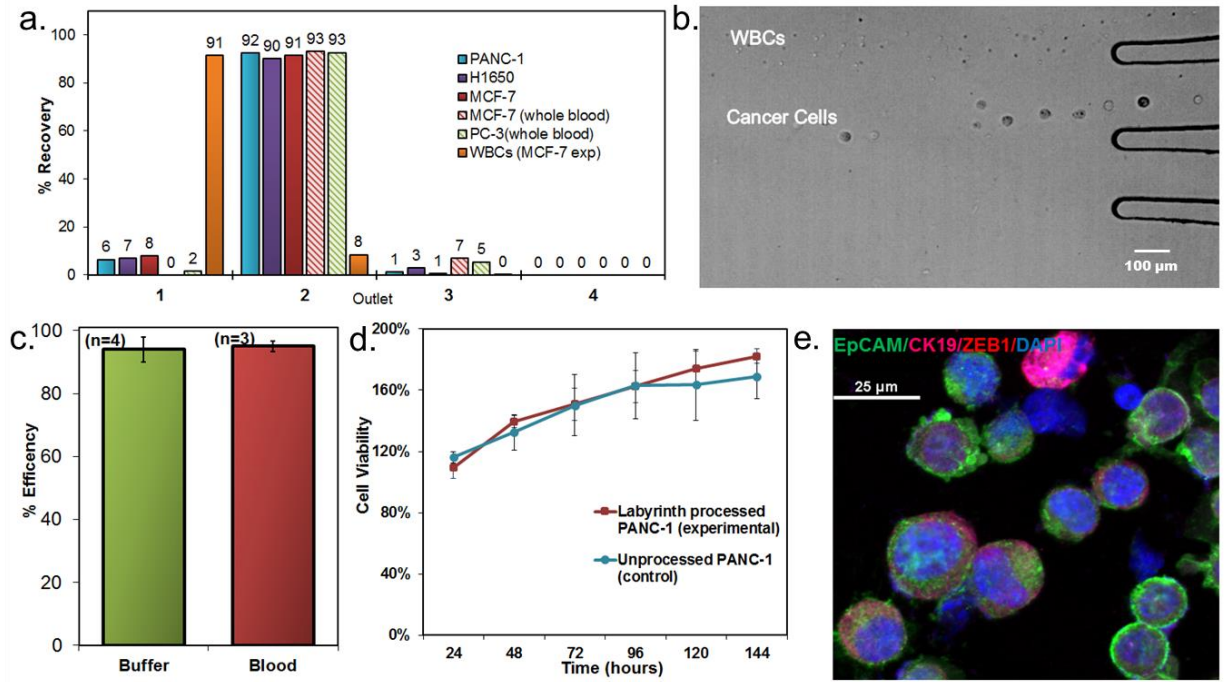 a.
% Recovery
100
80
60
40
20
0
6 7 8 0 2 91
92 90 91 93 93 8
1 3 1 7 5 0
0 0 0 0 0 0
1 2 3 4
Outlet
PANC-1
H1650
MCF-7
MCF-7 (whole blood)
PC-3(whole blood)
WBCs (MCF-7 exp)
b.
WBCs
Cancer Cells
100 µm
c.
% Efficency
100
80
60
40
20
0
(n=4) (n=3)
Buffer Blood
d.
Cell Viability
200%
160%
120%
80%
40%
0%
Labyrinth processed
PANC-1 (experimental)
Unprocessed PANC-1
(control)
24 48 72 96 120 144
Time (hours)
e.
EpCAM/CK19/ZEB1/DAPI
25 µm